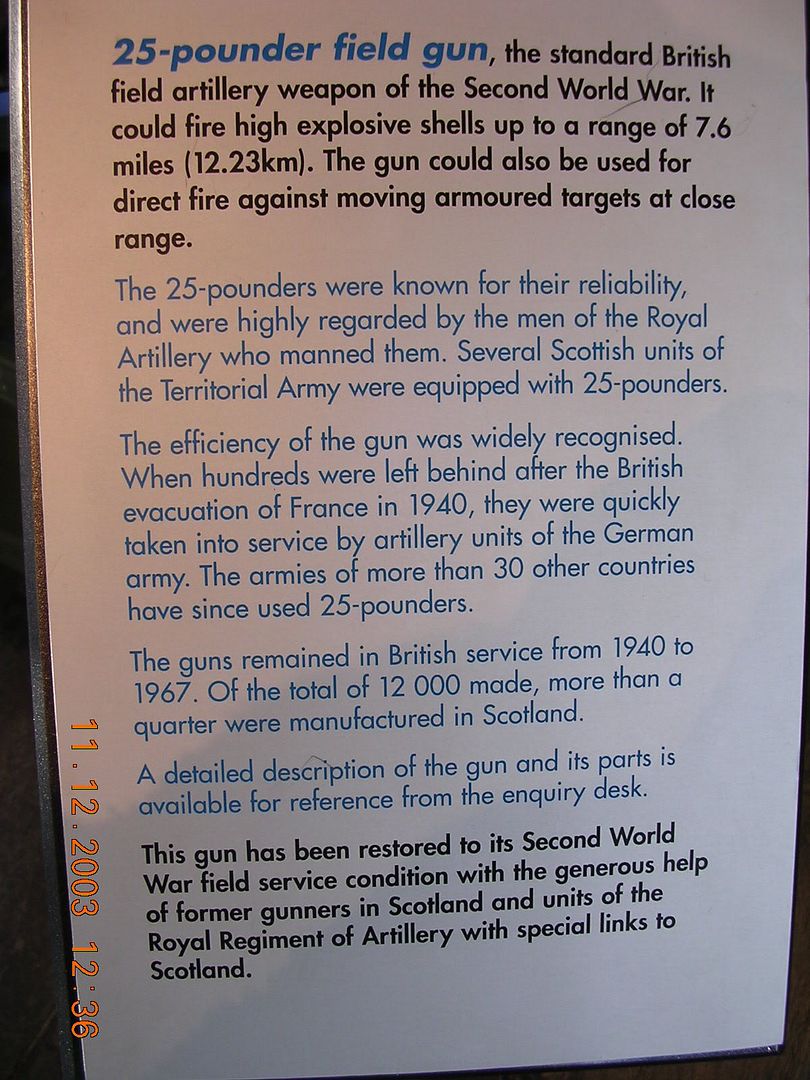 25-pounder field gun, the standard British
field artillery weapon of the Second World War. It
could fire high explosive shells up to a range of 7.6
miles (12.23km). The gun could also be used for
direct fire against moving armoured targets at close
range.
The 25-pounders were known for their reliability,
and were highly regarded by the men of the Royal
Artillery who manned them. Several Scottish units of
the Territorial Army were equipped with 25-pounders.
The efficiency of the gun was widely recognised.
When hundreds were left behind after the British
evacuation of France in 1940, they were quickly
taken into service by artillery units of the German
army. The armies of more than 30 other countries
have since used 25-pounders.
The guns remained in British service from 1940 to
1967. Of the total of 12 000 made, more than a
quarter were manufactured in Scotland.
A detailed description of the gun and its parts is
available for reference from the enquiry desk.
This gun has been restored to its Second World
War field service condition with the generous help
of former gunners in Scotland and units of the
Royal Regiment of Artillery with special links to
Scotland.
11.12.2003 12:36